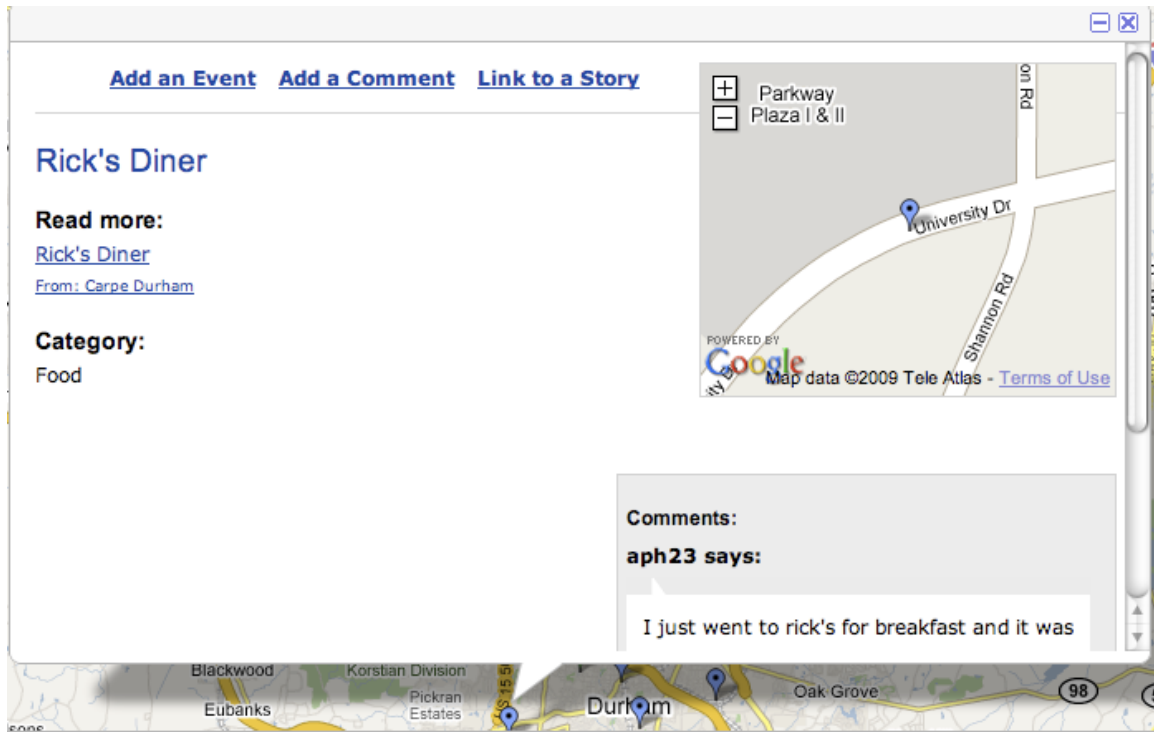 Add an Event Add a Comment Link to a Story
Rick's Diner
Read more:
Rick's Diner
From: Carpe Durham
Category:
Food
Parkway
Plaza I & II
on Rd
University Dr
Shannon Rd
POWERED BY
Google
Map data ©2009 Tele Atlas - Terms of Use
Comments:
aph23 says:
I just went to rick's for breakfast and it was
Blackwood
Korstian Division
Eubanks
Pickran
Estates
US 15 50
Durham
Oak Grove
98